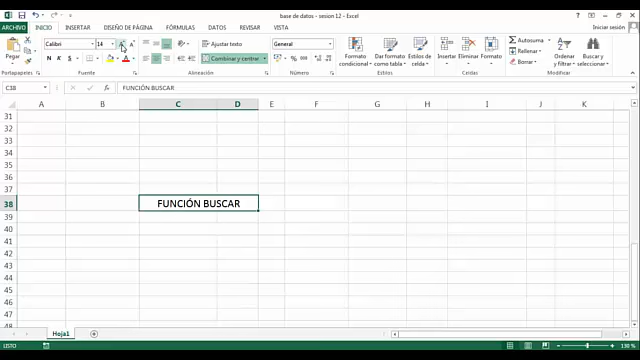 base de datos - sesion 12 - Excel
Iniciar sesión
ARCHIVO INICIO INSERTAR DISEÑO DE PÁGINA FÓRMULAS DATOS REVISAR VISTA
Pegar
Calibri 14
N K S
Ajustar texto
Combinar y centrar
General
Formato condicional
Dar formato como tabla
Estilos de celda
Insertar Eliminar Formato
Autosuma
Rellenar
Borrar
Ordenar y filtrar
Buscar y seleccionar
Portapapeles Fuente Alineación Número Estilos Celdas Modificar
C38 fx FUNCIÓN BUSCAR
A B C D E F G H I J K
31
32
33
34
35
36
37
38 FUNCIÓN BUSCAR
39
40
41
42
43
44
45
46
47
48
Hoja1
LISTO 130 %